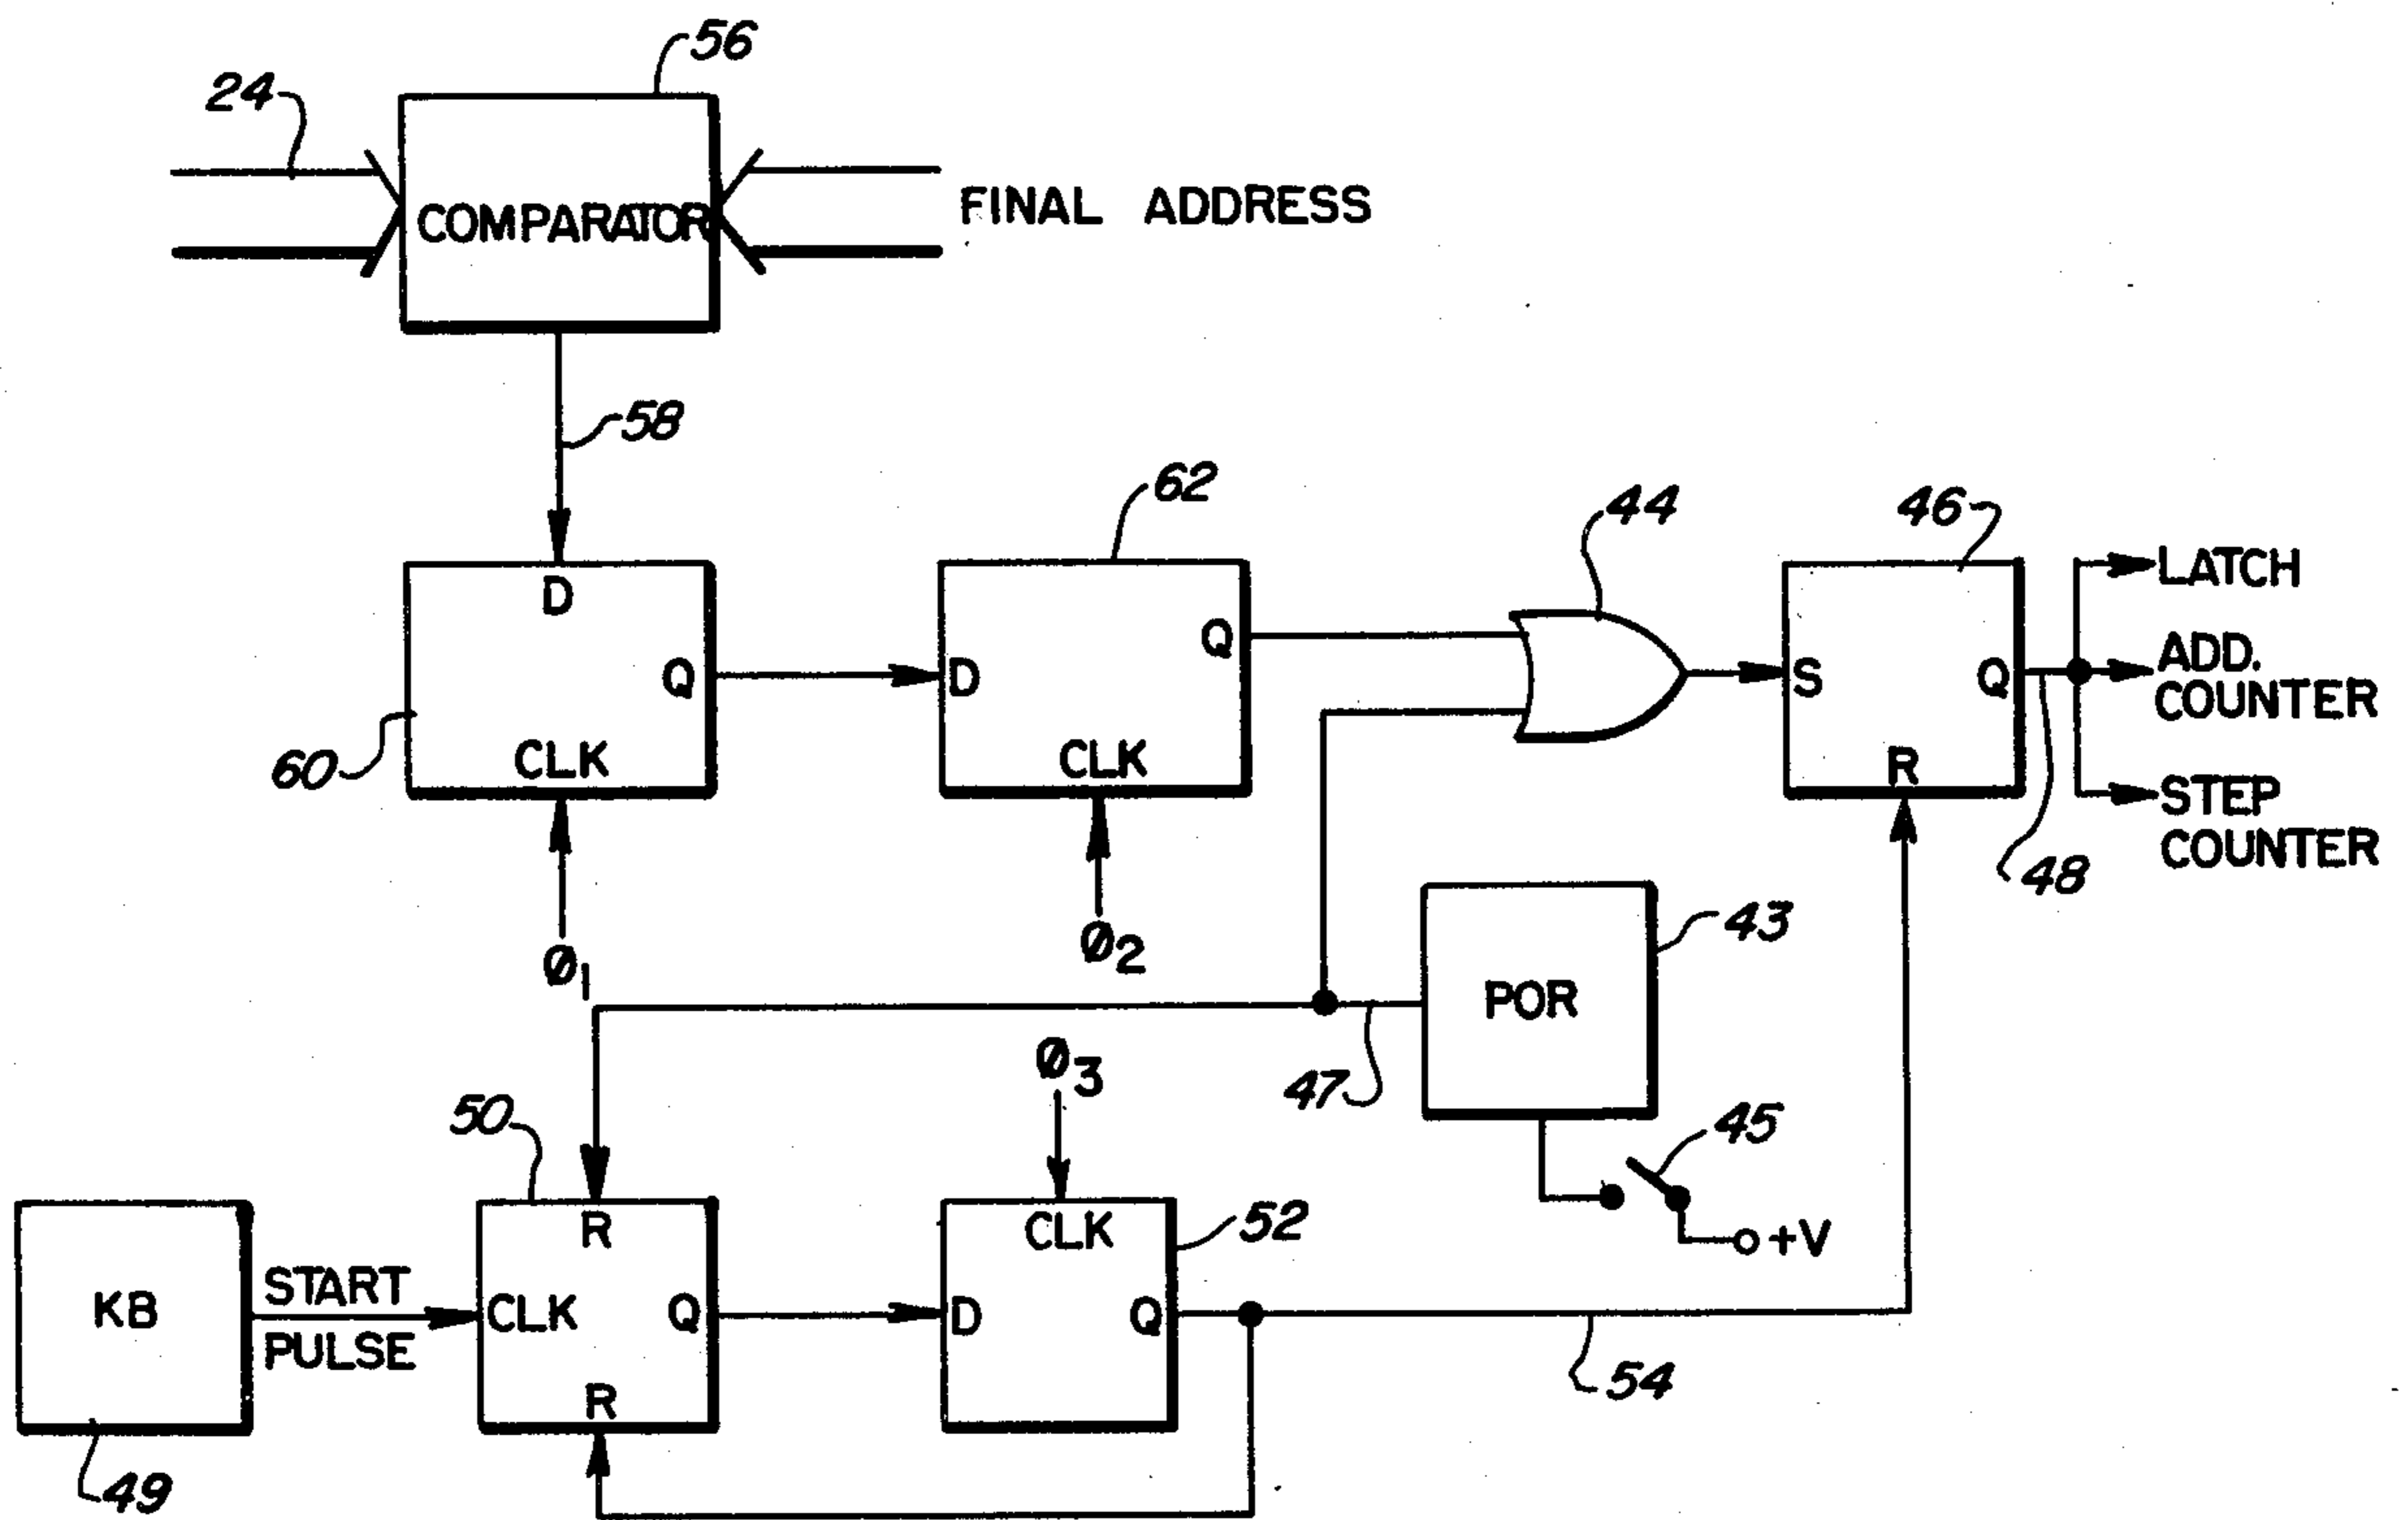 56
24
COMPARATOR
FINAL ADDRESS
58
62
44
46
D
Q
CLK
60
D
Q
CLK
S
Q
R
LATCH
ADD.
COUNTER
STEP
COUNTER
48
Ø1
Ø2
43
POR
47
45
+V
Ø3
50
52
KB
START
PULSE
R
CLK
Q
R
CLK
D
Q
54
49